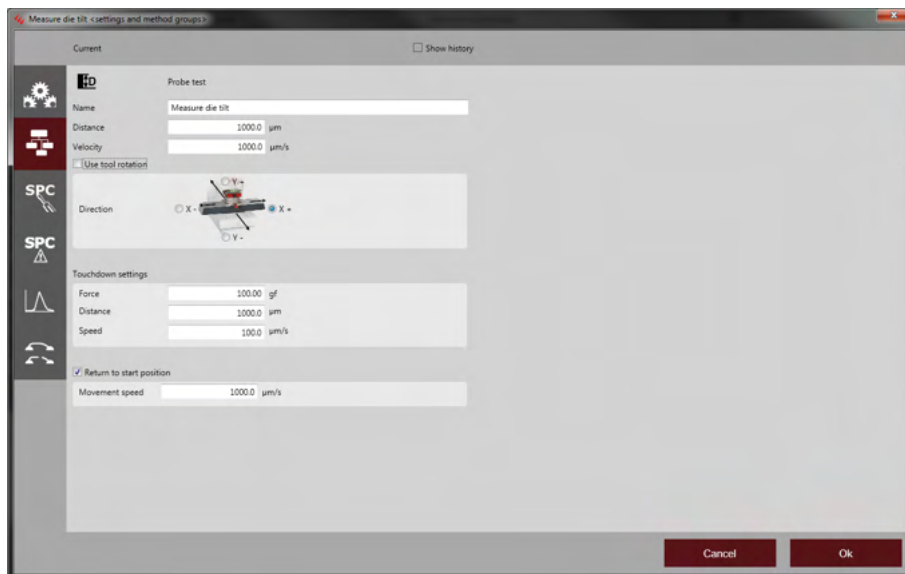 Measure die tilt <settings and method groups>
Current
Show history
D
Probe test
Name
Measure die tilt
Distance
1000.0 µm
Velocity
1000.0 µm/s
Use tool rotation
Y +
Direction
X -
X +
Y -
SPC
SPC
Touchdown settings
Force
100.00 gf
Distance
1000.0 µm
Speed
100.0 µm/s
Return to start position
Movement speed
1000.0 µm/s
Cancel
Ok